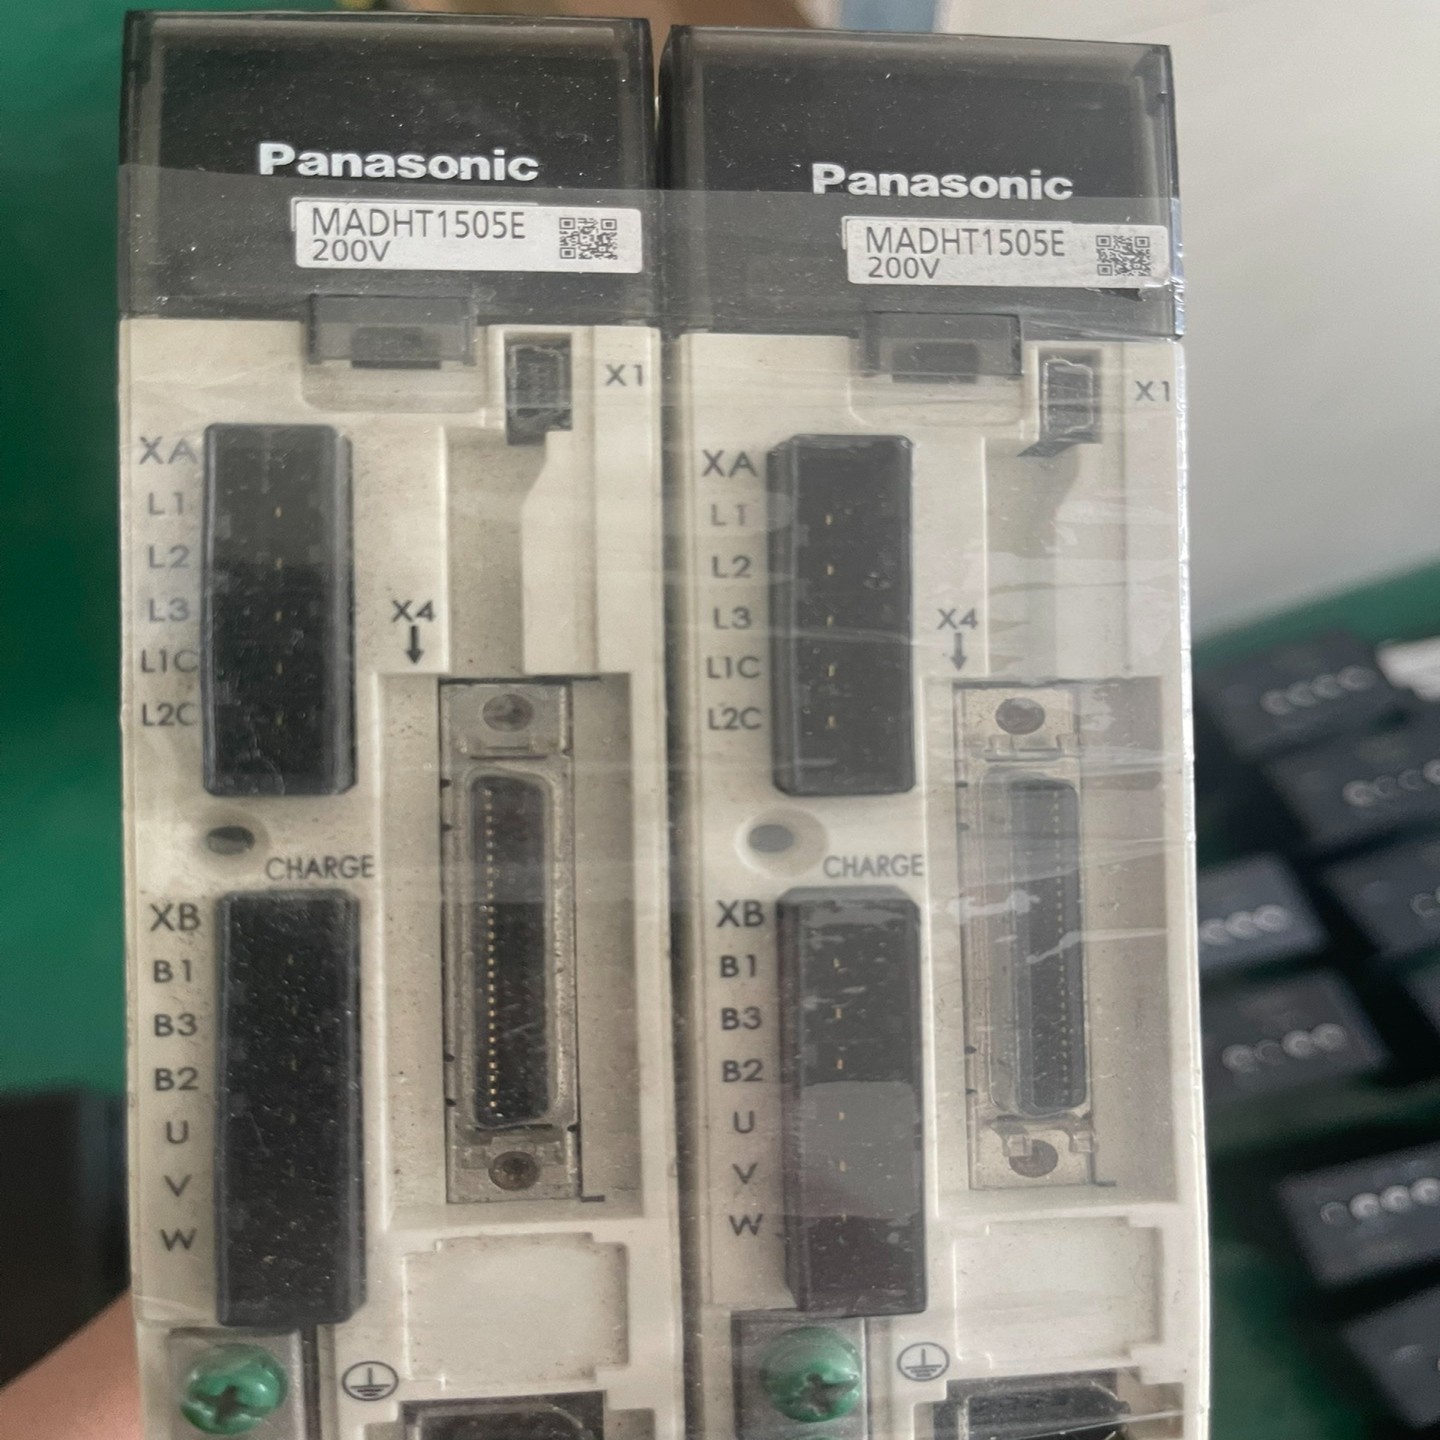 Panasonic
MADHT1505E
200V
X1
XA
L1
L2
L3
L1C
L2C
X4
CHARGE
XB
B1
B3
B2
U
V
W
Panasonic
MADHT1505E
200V
X1
XA
L1
L2
L3
L1C
L2C
X4
CHARGE
XB
B1
B3
B2
U
V
W